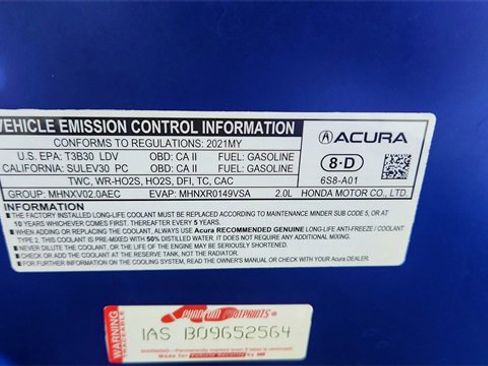 VEHICLE EMISSION CONTROL INFORMATION
CONFORMS TO REGULATIONS: 2021MY
U.S. EPA: T3B30 LDV OBD: CA II FUEL: GASOLINE
CALIFORNIA: SULEV30 PC OBD: CA II FUEL: GASOLINE
TWC, WR-HO2S, HO2S, DFI, TC, CAC
GROUP: MHNXV02.0AEC EVAP: MHNXR0149VSA 2.0L HONDA MOTOR CO., LTD.
ACURA
8-D
6S8-A01
INFORMATION
■ THE FACTORY INSTALLED LONG-LIFE COOLANT MUST BE REPLACED ACCORDING TO MAINTENANCE MINDER SUB CODE 5, OR AT
10 YEARS WHICHEVER COMES FIRST. THEREAFTER REPLACE IT EVERY 5 YEARS.
■ WHEN ADDING OR REPLACING THE COOLANT, ALWAYS USE Acura RECOMMENDED GENUINE LONG-LIFE ANTI-FREEZE / COOLANT
TYPE 2. THIS COOLANT IS PRE-MIXED WITH 50% DISTILLED WATER. IT DOES NOT REQUIRE ANY ADDITIONAL MIXTURE.
■ NEVER DILUTE THE COOLANT, OR THE LIFE OF THE ENGINE MAY BE SERIOUSLY SHORTENED.
■ CHECK OR ADD THE COOLANT AT THE RESERVE TANK, NOT THE RADIATOR.
■ FOR FURTHER INFORMATION ON THE COOLING SYSTEM, READ THIS OWNER'S MANUAL OR CHECK WITH YOUR Acura DEALER.
WARNING
PHANTOM FOOTPRINTS
IAS B09652564